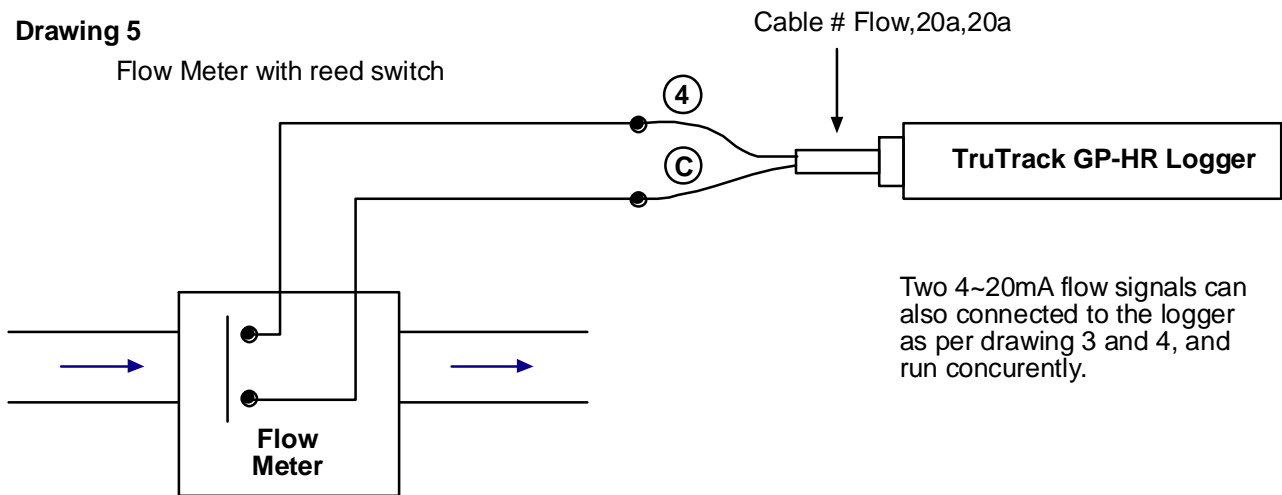 Drawing 5
Cable # Flow,20a,20a
Flow Meter with reed switch
4
C
TruTrack GP-HR Logger
Two 4~20mA flow signals can
also connected to the logger
as per drawing 3 and 4, and
run concurently.
Flow
Meter